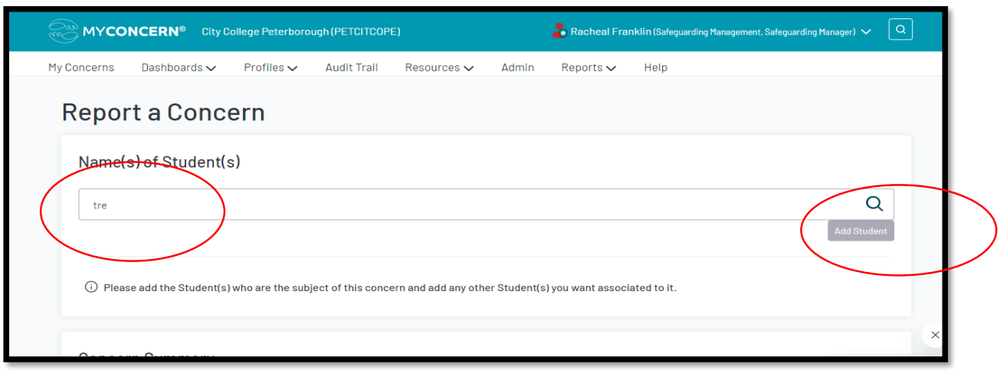 MYCONCERN® City College Peterborough (PETCITCOPE) Racheal Franklin (Safeguarding Management, Safeguarding Manager)
My Concerns Dashboards Profiles Audit Trail Resources Admin Reports Help
Report a Concern
Name(s) of Student(s)
tre
Add Student
Please add the Student(s) who are the subject of this concern and add any other Student(s) you want associated to it.
Concern Summary